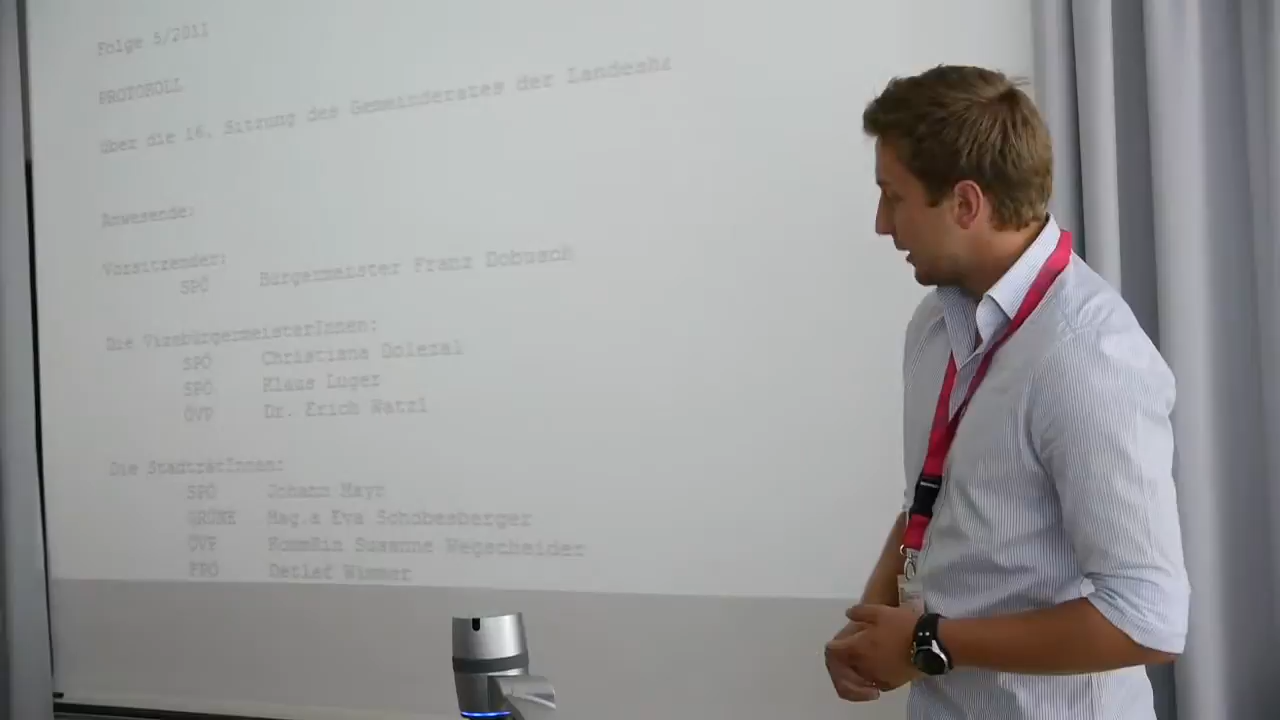 Folge 5/2011
PROTOKOLL
über die 16. Sitzung des Gemeinderates der Landesha
Anwesende:
Vorsitzender:
SPÖ Bürgermeister Franz Dobusch
Die VizebürgermeisterInnen:
SPÖ Christiana Dolezal
SPÖ Klaus Luger
ÖVP Dr. Erich Watzl
Die StadträtInnen:
SPÖ Johann Mayr
GRÜNE Mag.a Eva Schobesberger
ÖVP KommRin Susanne Wegscheider
FPÖ Detlef Wimmer